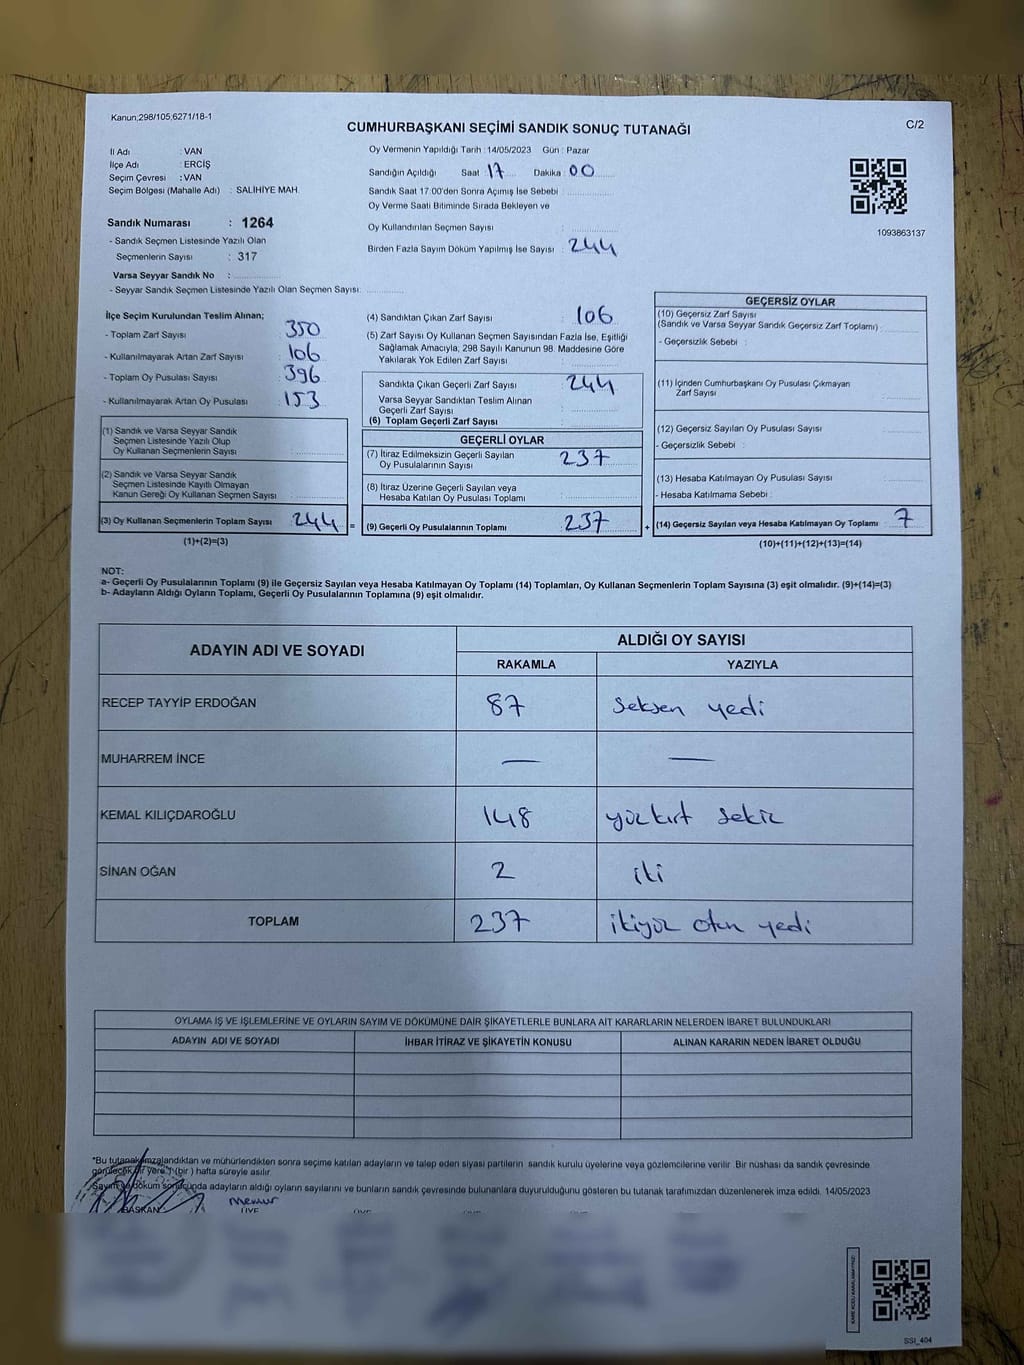 Kanun,298/105,6271/18-1
C/2
CUMHURBAŞKANI SEÇİMİ SANDIK SONUÇ TUTANAĞI
İl Adı : VAN
İlçe Adı : ERCİŞ
Seçim Çevresi : VAN
Seçim Bölgesi (Mahalle Adı) : SALİHİYE MAH.
Sandık Numarası : 1264
- Sandık Seçmen Listesinde Yazılı Olan
Seçmenlerin Sayısı : 317
Varsa Seyyar Sandık No :
- Seyyar Sandık Seçmen Listesinde Yazılı Olan Seçmen Sayısı:
Oy Vermenin Yapıldığı Tarih : 14/05/2023 Gün : Pazar
Sandığın Açıldığı Saat 17 Dakika 00
Sandık Saat 17:00'den Sonra Açımış İse Sebebi :
Oy Verme Saati Bitiminde Sırada Bekleyen ve
Oy Kullandırılan Seçmen Sayısı :
Birden Fazla Sayım Döküm Yapılmış İse Sayısı : 244
1093863137
İlçe Seçim Kurulundan Teslim Alınan;
- Toplam Zarf Sayısı : 350
- Kullanılmayarak Artan Zarf Sayısı : 106
- Toplam Oy Pusulası Sayısı : 396
- Kullanılmayarak Artan Oy Pusulası : 153
(1) Sandık ve Varsa Seyyar Sandık
Seçmen Listesinde Yazılı Olup
Oy Kullanan Seçmenlerin Sayısı :
(2) Sandık ve Varsa Seyyar Sandık
Seçmen Listesinde Kayıtlı Olmayan
Kanun Gereği Oy Kullanan Seçmen Sayısı :
(3) Oy Kullanan Seçmenlerin Toplam Sayısı 244 =
(1)+(2)=(3)
(4) Sandıktan Çıkan Zarf Sayısı : 106
(5) Zarf Sayısı Oy Kullanan Seçmen Sayısından Fazla İse, Eşitliği
Sağlamak Amacıyla, 298 Sayılı Kanunun 98. Maddesine Göre
Yakılarak Yok Edilen Zarf Sayısı :
Sandıkta Çıkan Geçerli Zarf Sayısı : 244
Varsa Seyyar Sandıktan Teslim Alınan
Geçerli Zarf Sayısı :
(6) Toplam Geçerli Zarf Sayısı :
GEÇERLİ OYLAR
(7) İtiraz Edilmeksizin Geçerli Sayılan
Oy Pusulalarının Sayısı : 237
(8) İtiraz Üzerine Geçerli Sayılan veya
Hesaba Katılan Oy Pusulası Toplamı :
(9) Geçerli Oy Pusulalarının Toplamı : 237 +
GEÇERSİZ OYLAR
(10) Geçersiz Zarf Sayısı
(Sandık ve Varsa Seyyar Sandık Geçersiz Zarf Toplamı) :
- Geçersizlik Sebebi :
(11) İçinden Cumhurbaşkanı Oy Pusulası Çıkmayan
Zarf Sayısı :
(12) Geçersiz Sayılan Oy Pusulası Sayısı :
- Geçersizlik Sebebi :
(13) Hesaba Katılmayan Oy Pusulası Sayısı :
- Hesaba Katılmama Sebebi :
(14) Geçersiz Sayılan veya Hesaba Katılmayan Oy Toplamı : 7
(10)+(11)+(12)+(13)=(14)
NOT:
a- Geçerli Oy Pusulalarının Toplamı (9) ile Geçersiz Sayılan veya Hesaba Katılmayan Oy Toplamı (14) Toplamları, Oy Kullanan Seçmenlerin Toplam Sayısına (3) eşit olmalıdır. (9)+(14)=(3)
b- Adayların Aldığı Oyların Toplamı, Geçerli Oy Pusulalarının Toplamına (9) eşit olmalıdır.
ADAYIN ADI VE SOYADI ALDIĞI OY SAYISI
RAKAMLA YAZIYLA
RECEP TAYYİP ERDOĞAN 87 Seksen yedi
MUHARREM İNCE — —
KEMAL KILIÇDAROĞLU 148 yüzkırk sekiz
SİNAN OĞAN 2 iki
TOPLAM 237 ikiyüz otuz yedi
OYLAMA İŞ VE İŞLEMLERİNE VE OYLARIN SAYIM VE DÖKÜMÜNE DAİR ŞİKAYETLERLE BUNLARA AİT KARARLARIN NELERDEN İBARET BULUNDUKLARI
ADAYIN ADI VE SOYADI İHBAR İTİRAZ VE ŞİKAYETİN KONUSU ALINAN KARARIN NEDEN İBARET OLDUĞU
*Bu tutanak imzalandıktan ve mühürlendikten sonra seçime katılan adayların ve talep eden siyasi partilerin sandık kurulu üyelerine veya gözlemcilerine verilir. Bir nüshası da sandık çevresinde
görülecek bir yere 1 (bir ) hafta süreyle asılır.
Sayım ve döküm sonucunda adayların aldığı oyların sayılarını ve bunların sandık çevresinde bulunanlara duyurulduğunu gösteren bu tutanak tarafımızdan düzenlenerek imza edildi. 14/05/2023
Memur
BAŞKAN ÜYE ÜYE ÜYE ÜYE ÜYE
SSİ_404